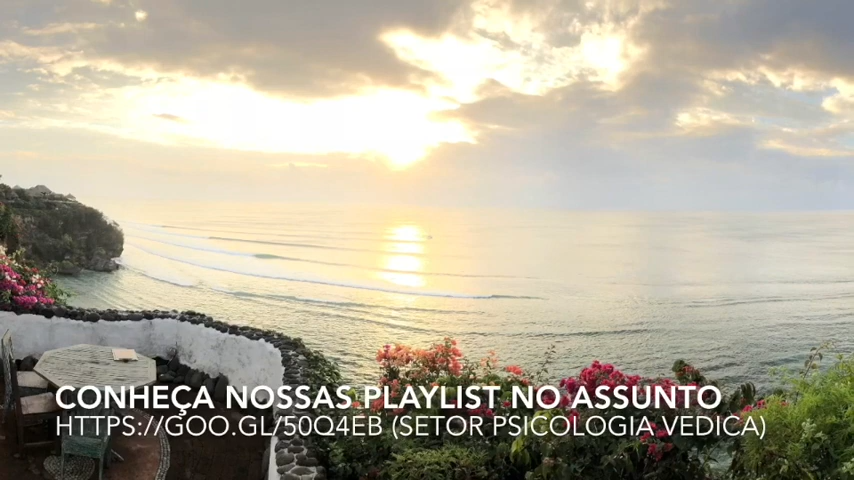 CONHEÇA NOSSAS PLAYLIST NO ASSUNTO
HTTPS://GOO.GL/50Q4EB (SETOR PSICOLOGIA VEDICA)